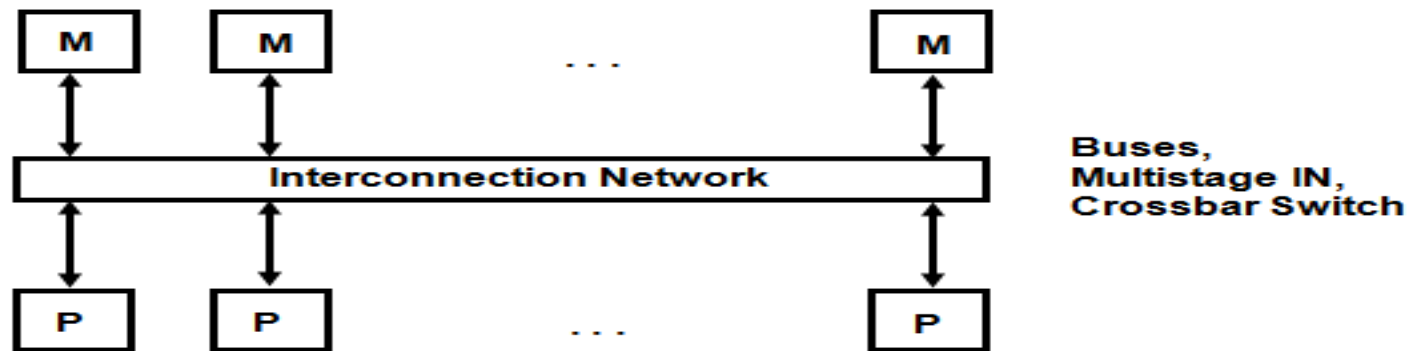 M M . . . M
Interconnection Network
Buses,
Multistage IN,
Crossbar Switch
P P . . . P